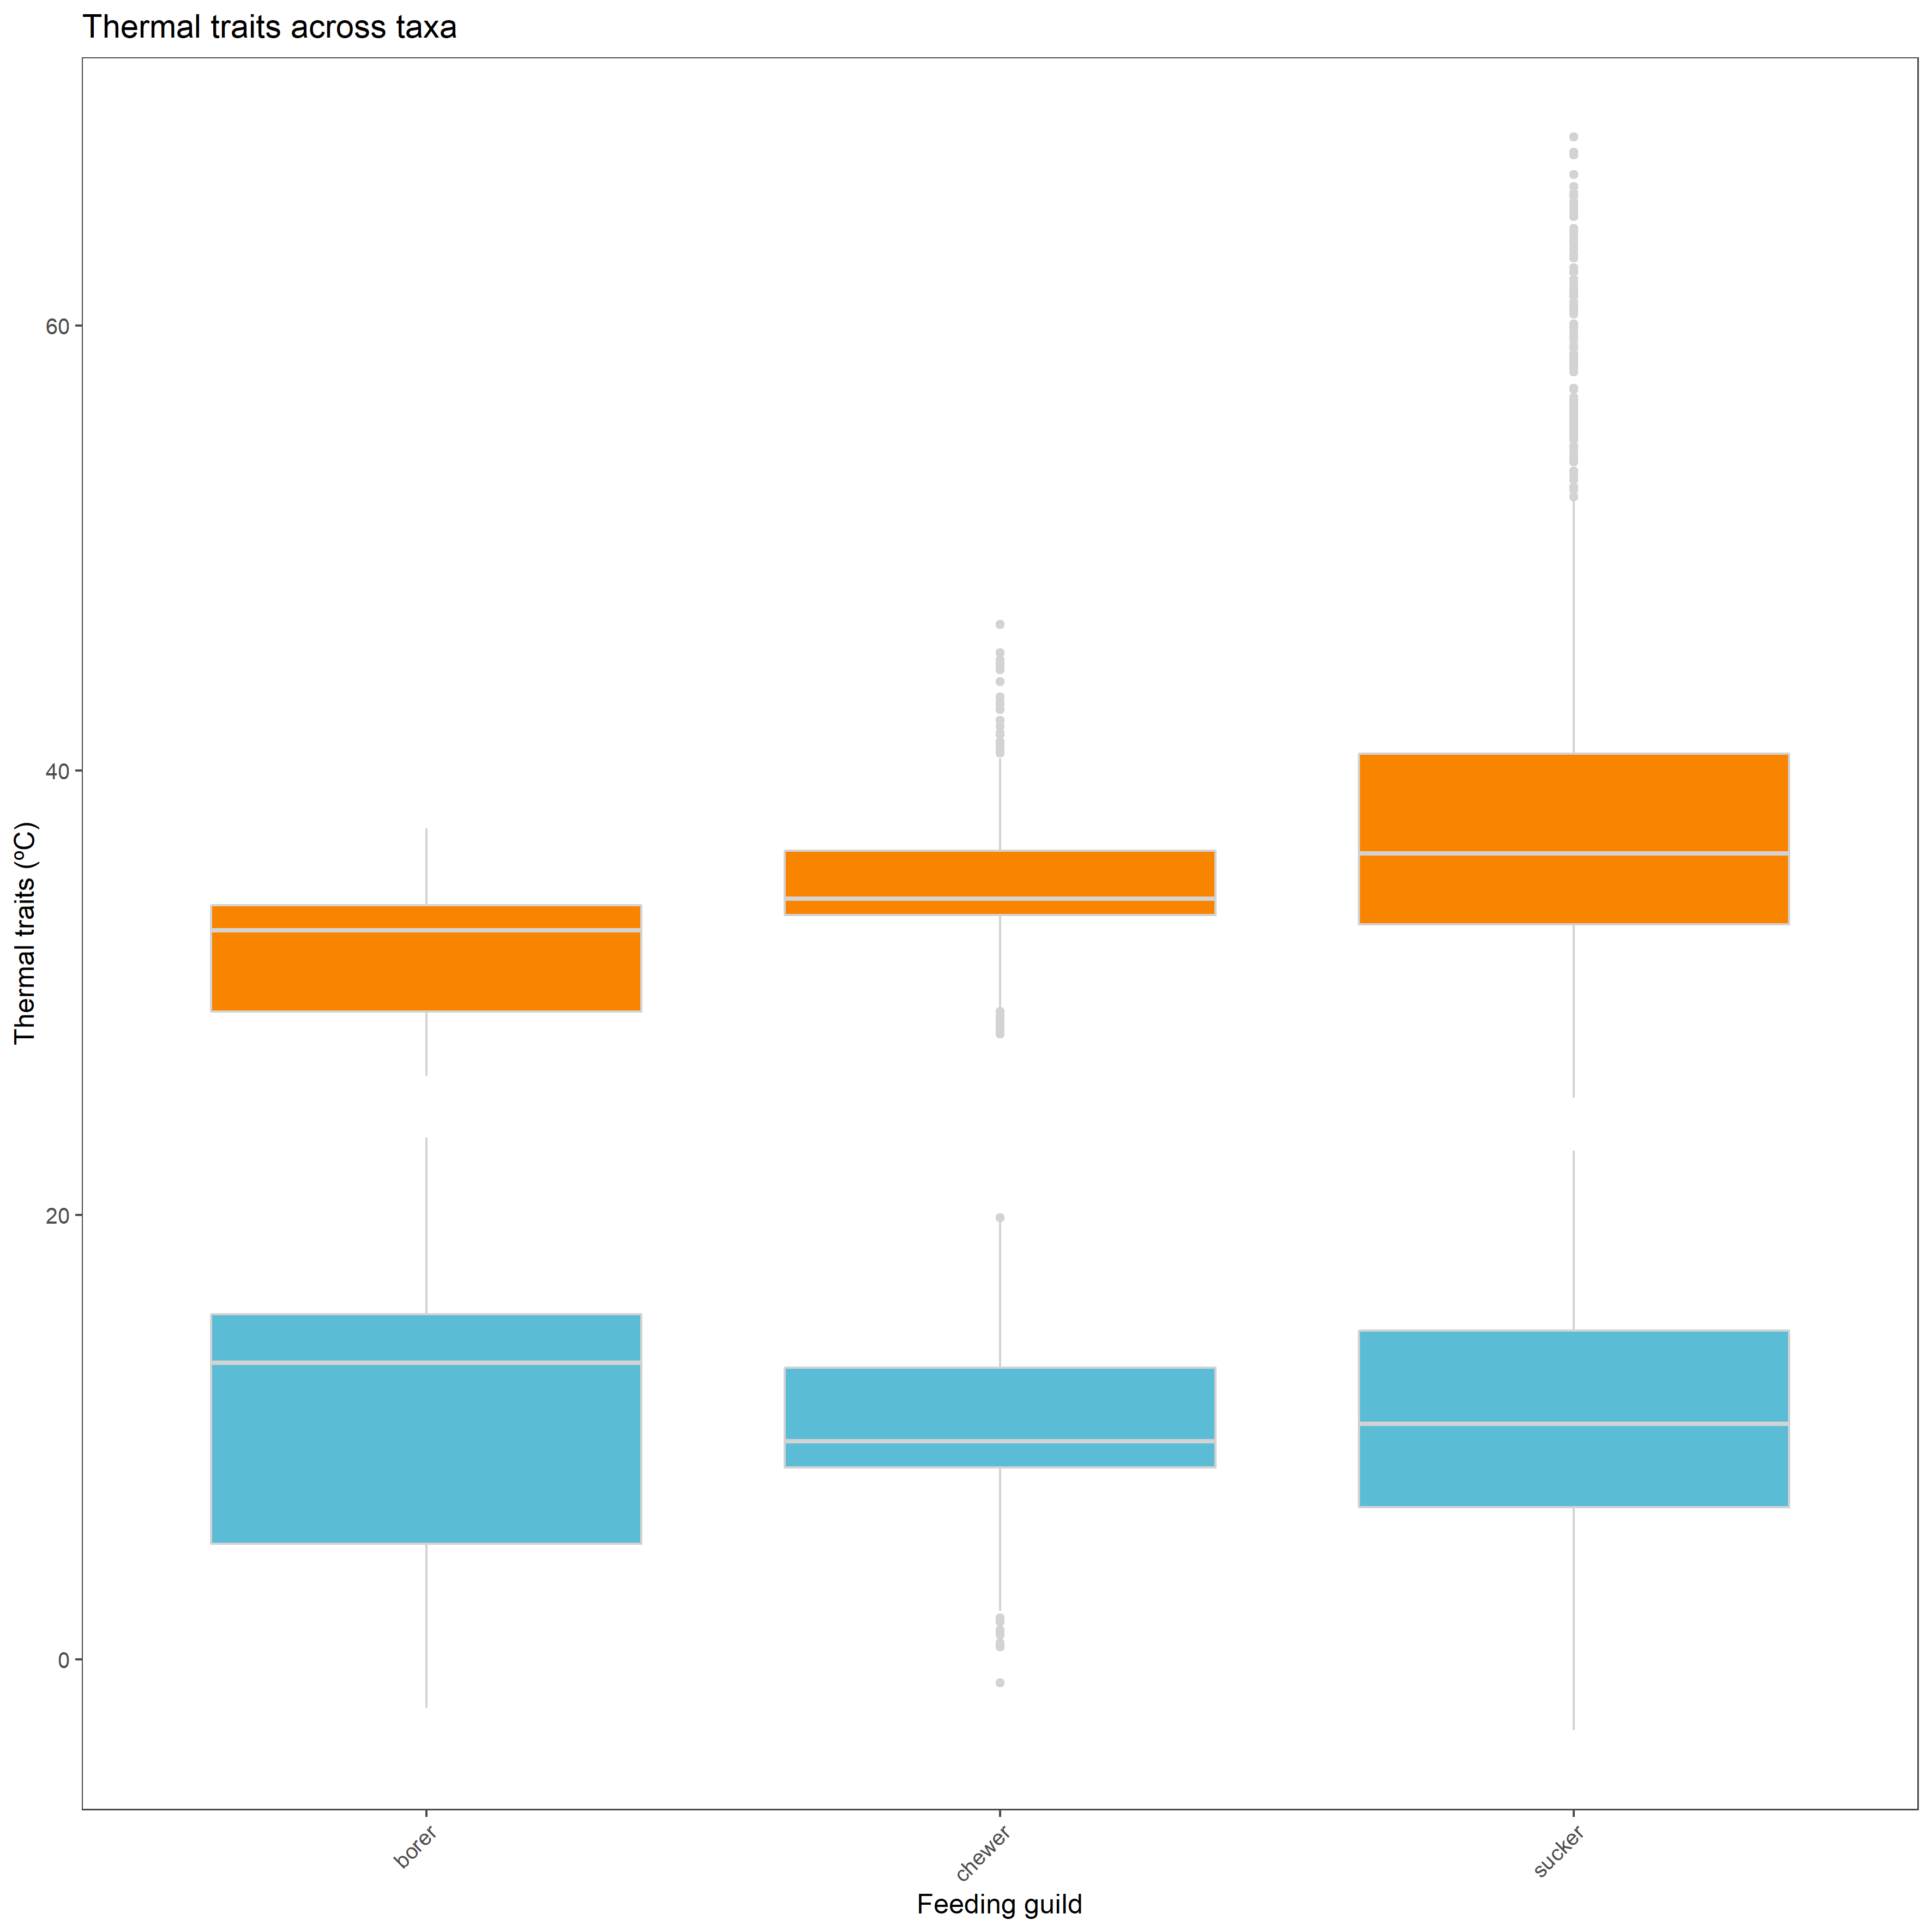 Thermal traits across taxa
Thermal traits (ºC)
60
40
20
0
borer
chewer
sucker
Feeding guild